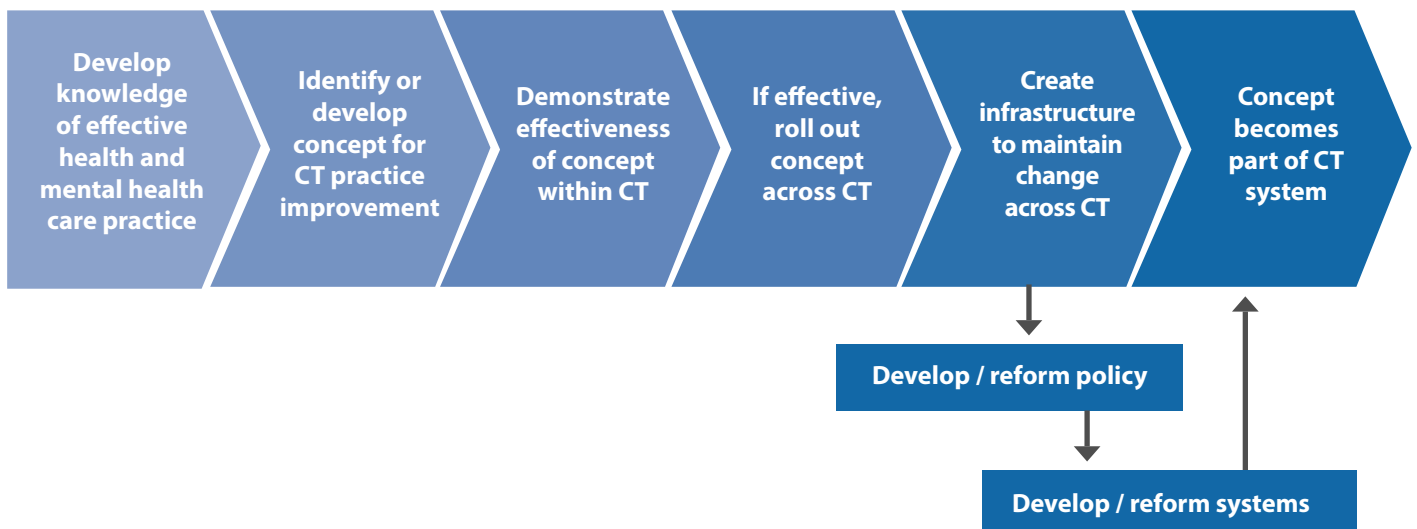 Develop
knowledge
of effective
health and
mental health
care practice
Identify or
develop
concept for
CT practice
improvement
Demonstrate
effectiveness
of concept
within CT
If effective,
roll out
concept
across CT
Create
infrastructure
to maintain
change
across CT
Concept
becomes
part of CT
system
Develop / reform policy
Develop / reform systems